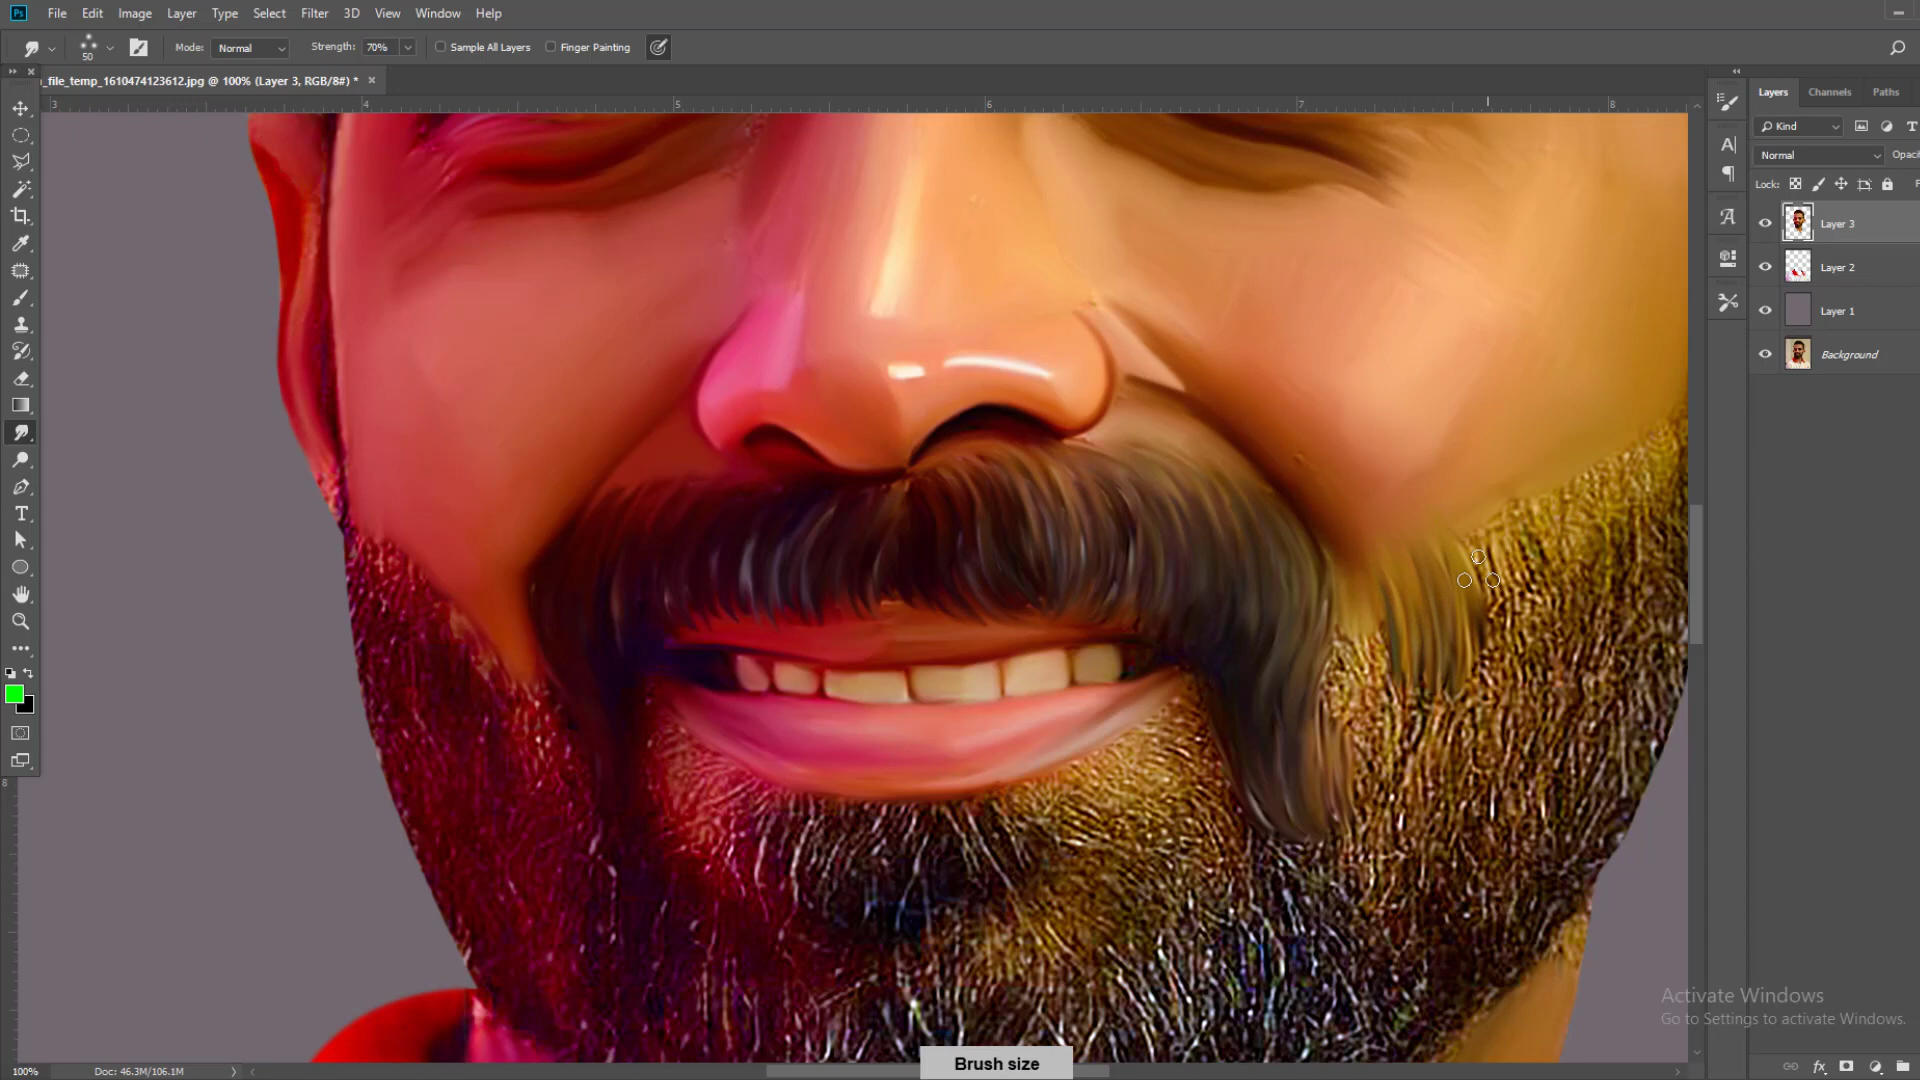 Ps File Edit Image Layer Type Select Filter 3D View Window Help
50 Mode: Normal Strength: 70% Sample All Layers Finger Painting
_file_temp_1610474123612.jpg @ 100% (Layer 3, RGB/8#) *
3 4 5 6 7 8
Layers Channels Paths
Kind
Normal Opaci
Lock: F
Layer 3
Layer 2
Layer 1
Background
8
Activate Windows
Go to Settings to activate Windows.
Brush size
100% Doc: 46.3M/106.1M